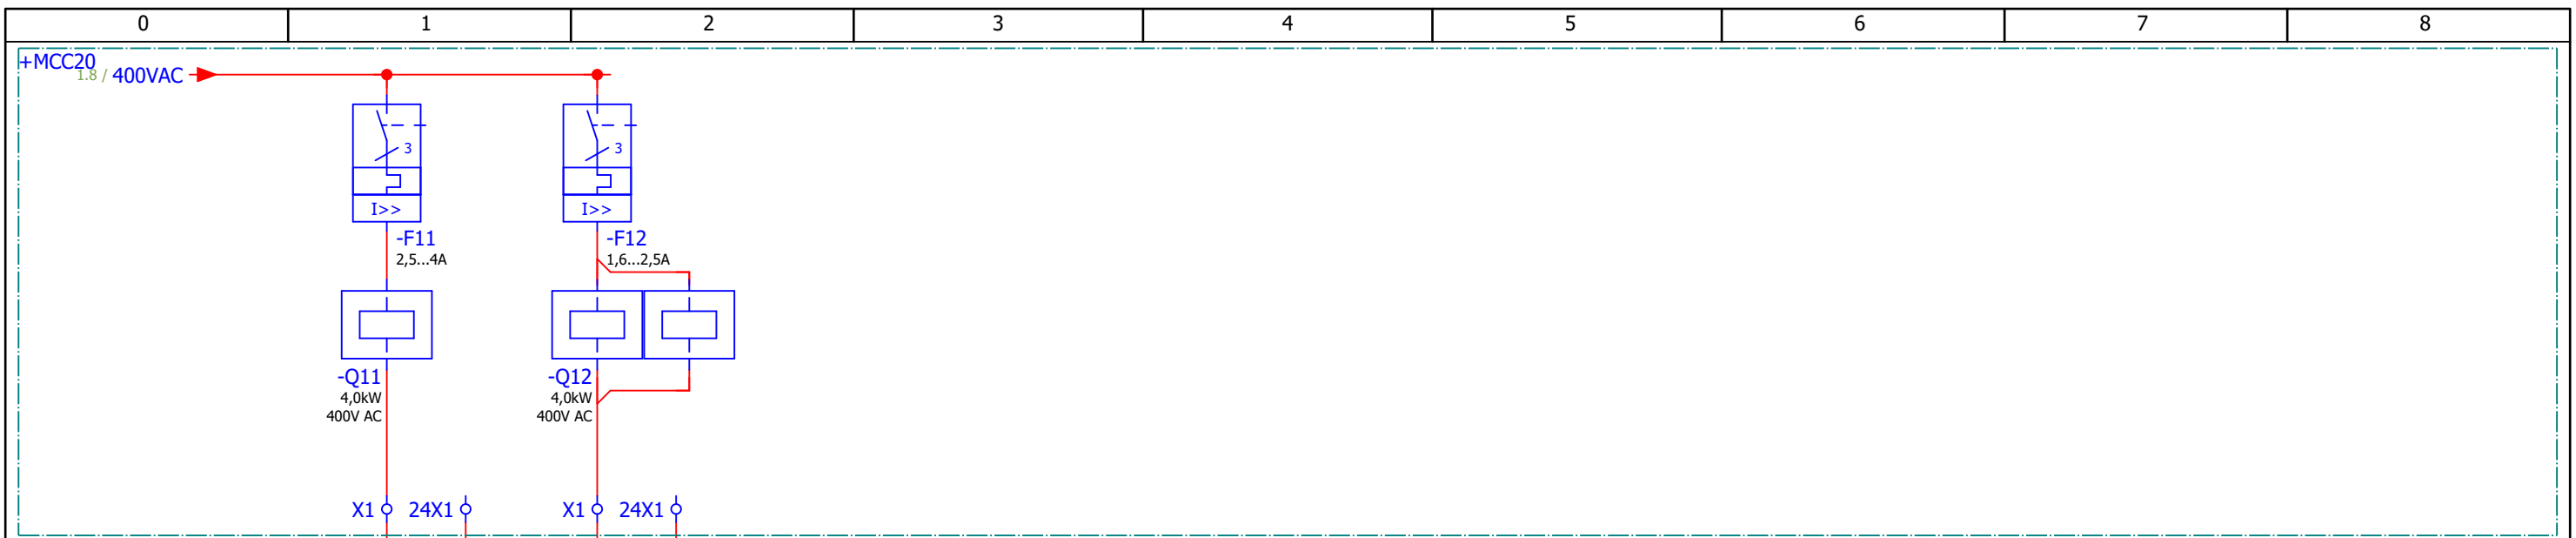 0 1 2 3 4 5 6 7 8
+MCC20
1.8 / 400VAC
3 3
I>> I>>
-F11 -F12
2,5...4A 1,6...2,5A
-Q11 -Q12
4,0kW 4,0kW
400V AC 400V AC
X1 24X1 X1 24X1